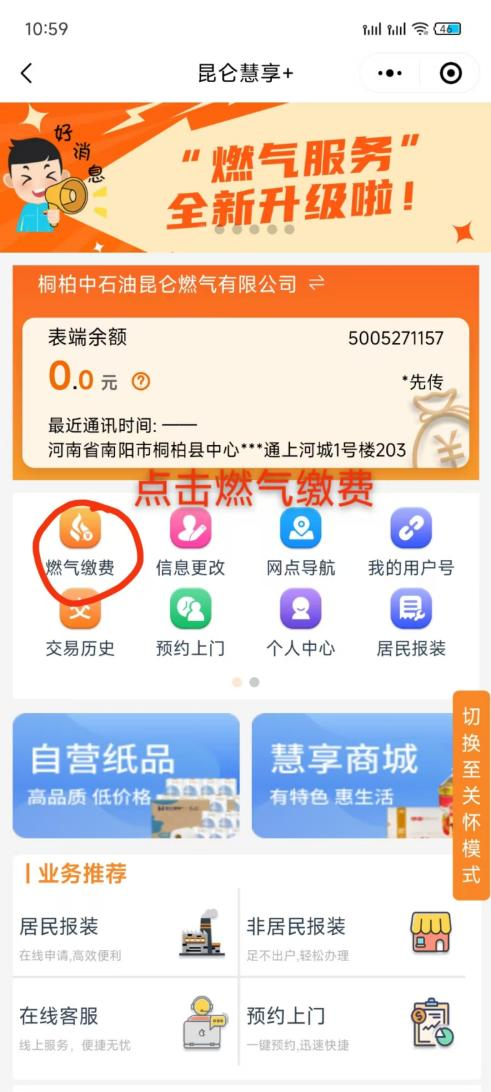 10:59
46
昆仑慧享+
好消息
“燃气服务”
全新升级啦！
桐柏中石油昆仑燃气有限公司
表端余额
5005271157
0.0 元
*先传
最近通讯时间: ——
河南省南阳市桐柏县中心***通上河城1号楼203
点击燃气缴费
燃气缴费 信息更改 网点导航 我的用户号
交易历史 预约上门 个人中心 居民报装
切换至关怀模式
自营纸品
高品质 低价格
慧享商城
有特色 惠生活
业务推荐
居民报装
在线申请,高效便利
非居民报装
足不出户,轻松办理
在线客服
线上服务，便捷无忧
预约上门
一键预约,迅速快捷